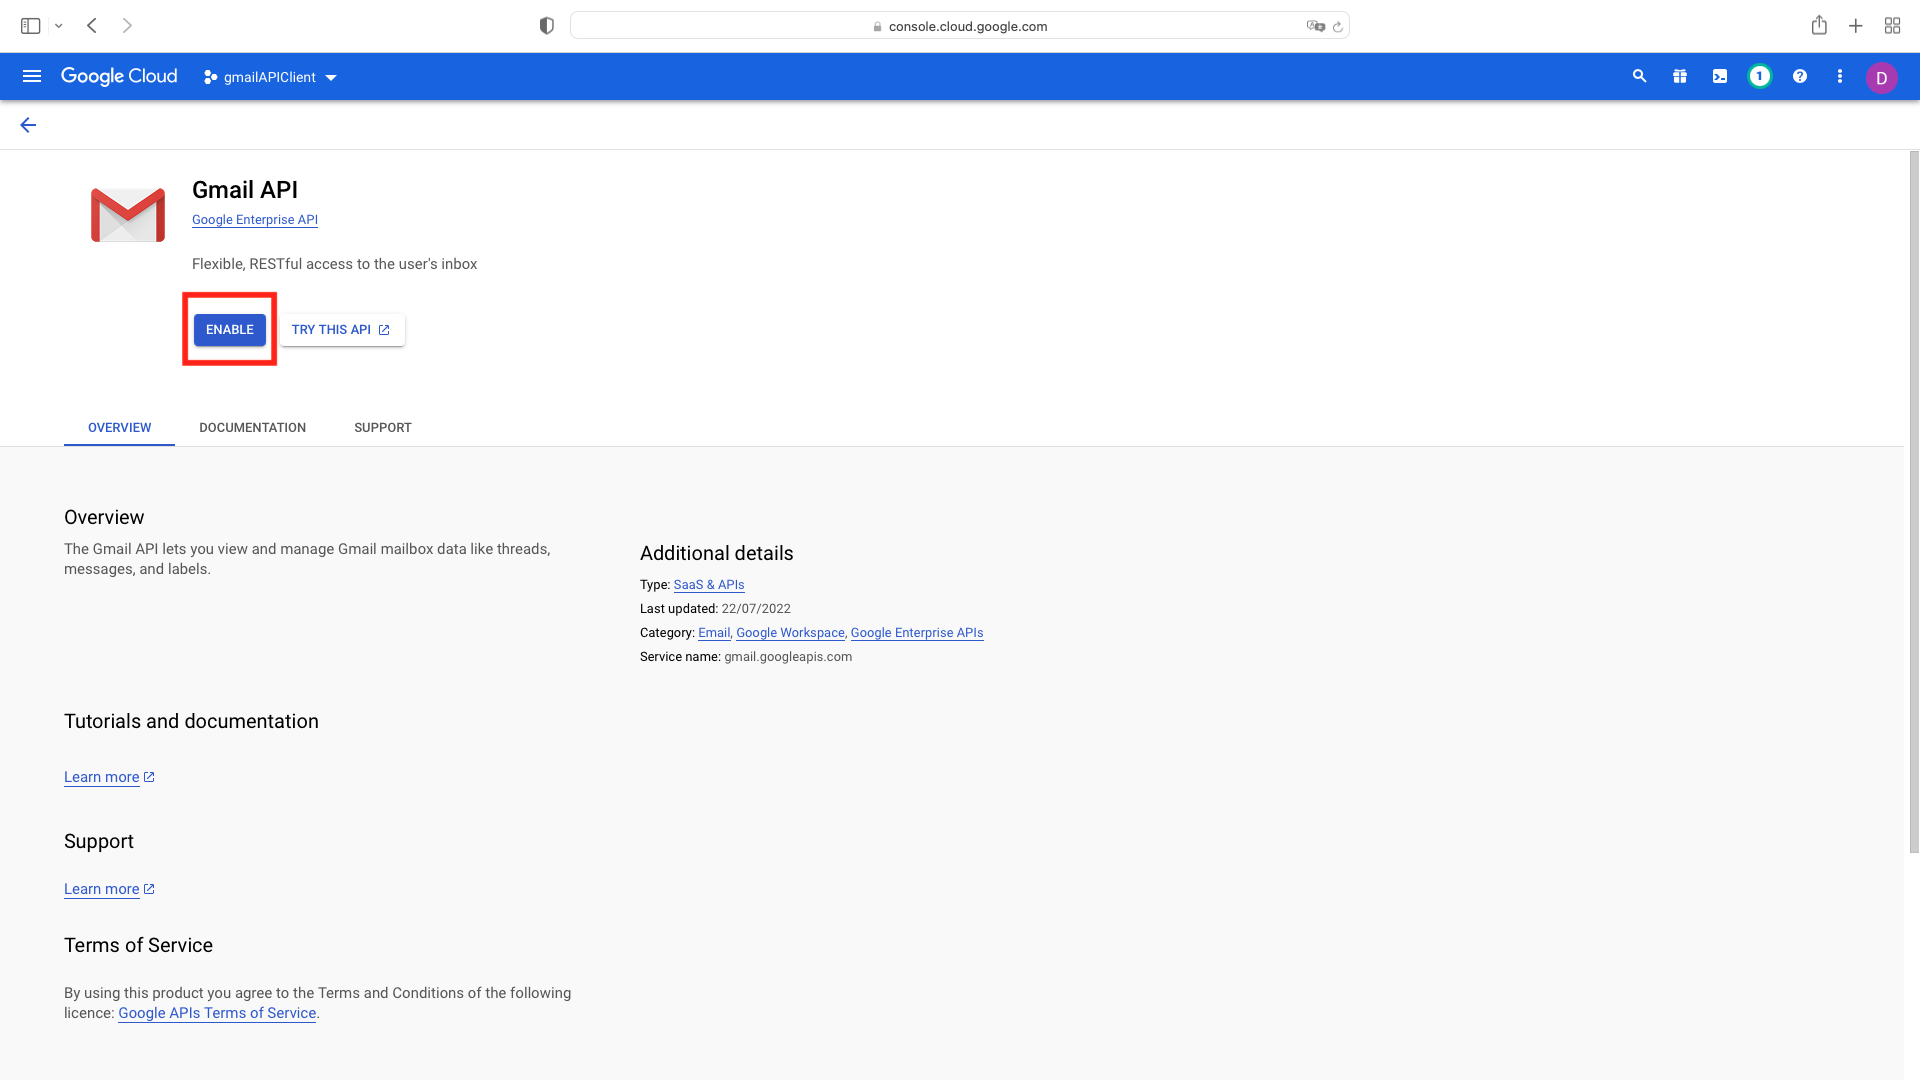 console.cloud.google.com
Google Cloud
gmailAPIClient
1
D
Gmail API
Google Enterprise API
Flexible, RESTful access to the user's inbox
ENABLE
TRY THIS API
OVERVIEW
DOCUMENTATION
SUPPORT
Overview
The Gmail API lets you view and manage Gmail mailbox data like threads,
messages, and labels.
Additional details
Type: SaaS & APIs
Last updated: 22/07/2022
Category: Email, Google Workspace, Google Enterprise APIs
Service name: gmail.googleapis.com
Tutorials and documentation
Learn more
Support
Learn more
Terms of Service
By using this product you agree to the Terms and Conditions of the following
licence: Google APIs Terms of Service.